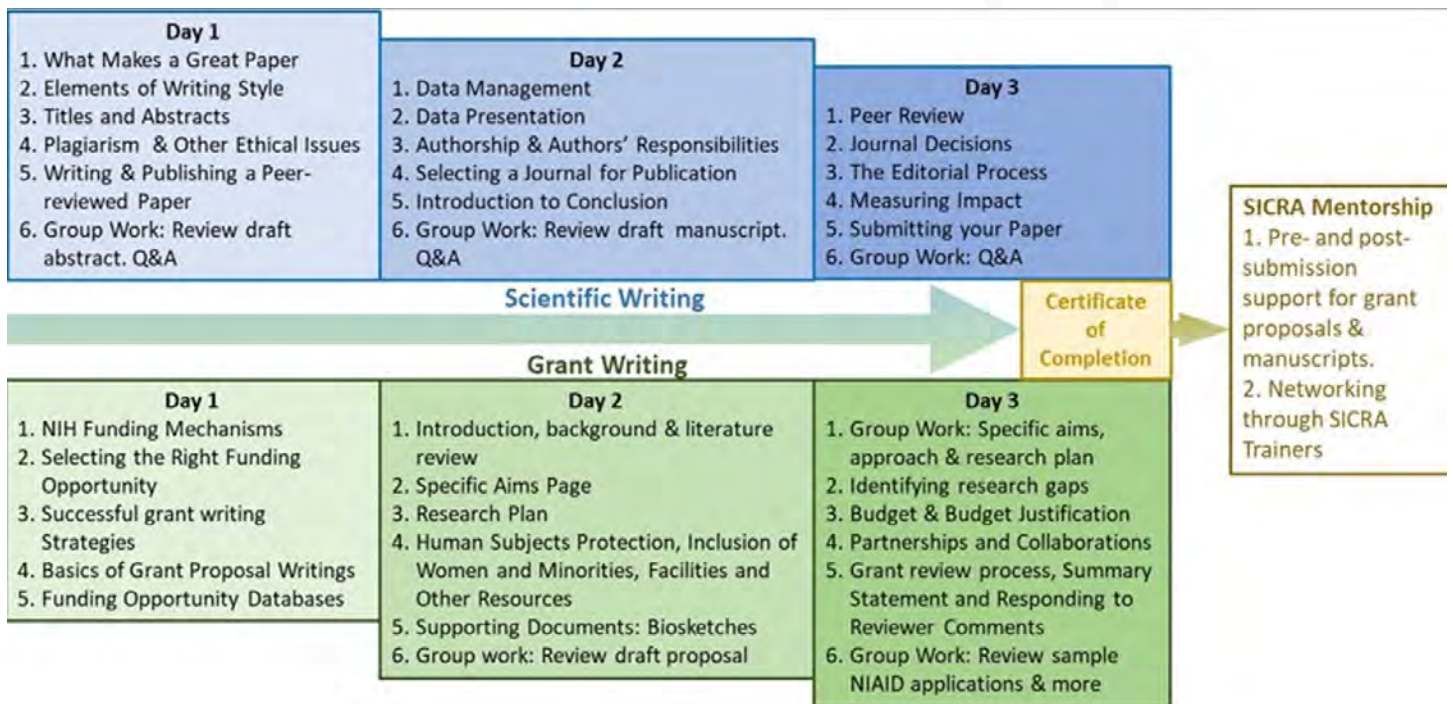 Day 1
1. What Makes a Great Paper
2. Elements of Writing Style
3. Titles and Abstracts
4. Plagiarism & Other Ethical Issues
5. Writing & Publishing a Peer-
reviewed Paper
6. Group Work: Review draft
abstract. Q&A
Day 2
1. Data Management
2. Data Presentation
3. Authorship & Authors’ Responsibilities
4. Selecting a Journal for Publication
5. Introduction to Conclusion
6. Group Work: Review draft manuscript.
Q&A
Day 3
1. Peer Review
2. Journal Decisions
3. The Editorial Process
4. Measuring Impact
5. Submitting your Paper
6. Group Work: Q&A
Scientific Writing
Grant Writing
Certificate
of
Completion
SICRA Mentorship
1. Pre- and post-
submission
support for grant
proposals &
manuscripts.
2. Networking
through SICRA
Trainers
Day 1
1. NIH Funding Mechanisms
2. Selecting the Right Funding
Opportunity
3. Successful grant writing
Strategies
4. Basics of Grant Proposal Writings
5. Funding Opportunity Databases
Day 2
1. Introduction, background & literature
review
2. Specific Aims Page
3. Research Plan
4. Human Subjects Protection, Inclusion of
Women and Minorities, Facilities and
Other Resources
5. Supporting Documents: Biosketches
6. Group work: Review draft proposal
Day 3
1. Group Work: Specific aims,
approach & research plan
2. Identifying research gaps
3. Budget & Budget Justification
4. Partnerships and Collaborations
5. Grant review process, Summary
Statement and Responding to
Reviewer Comments
6. Group Work: Review sample
NIAID applications & more